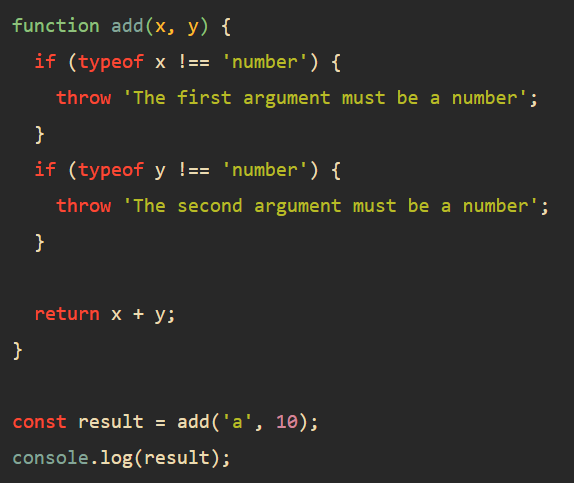 function add(x, y) {
  if (typeof x !== 'number') {
    throw 'The first argument must be a number';
  }
  if (typeof y !== 'number') {
    throw 'The second argument must be a number';
  }

  return x + y;
}

const result = add('a', 10);
console.log(result);